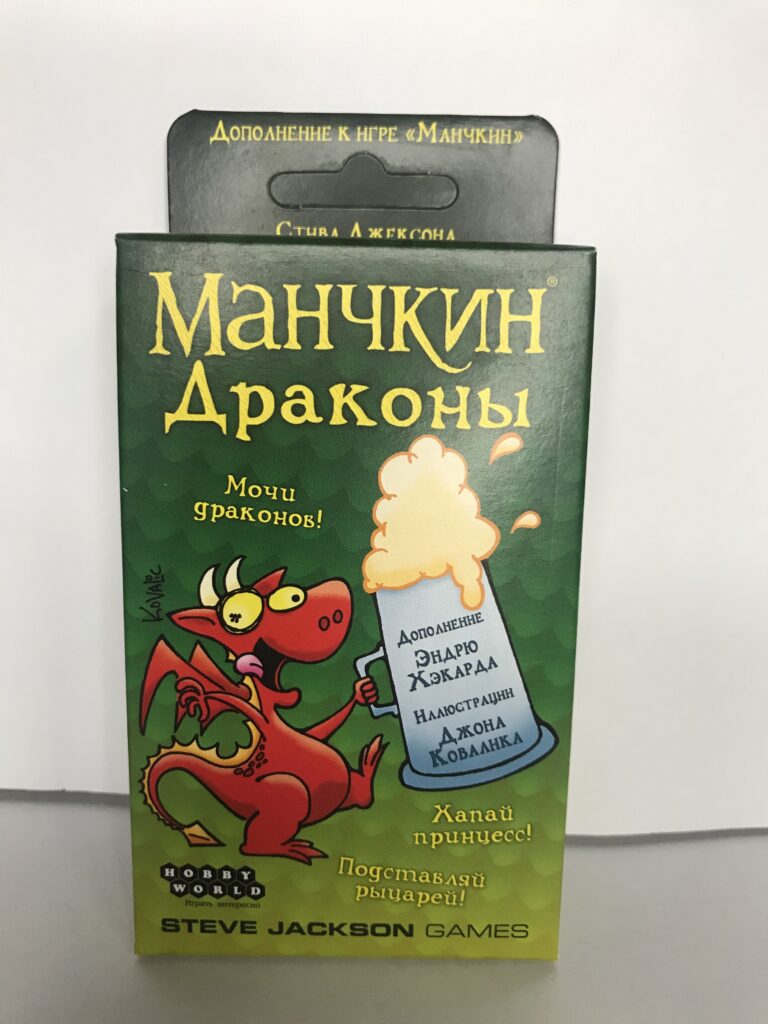 Дополнение к игре «Манчкин»
Стива Джексона
Манчкин®
Драконы
Мочи
драконов!
Kovalic
Дополнение
Эндрю
Хэкарда
Иллюстрации
Джона
Ковалика
Хапай
принцесс!
Подставляй
рыцарей!
HOBBY
WORLD
Играть интересно
STEVE JACKSON GAMES